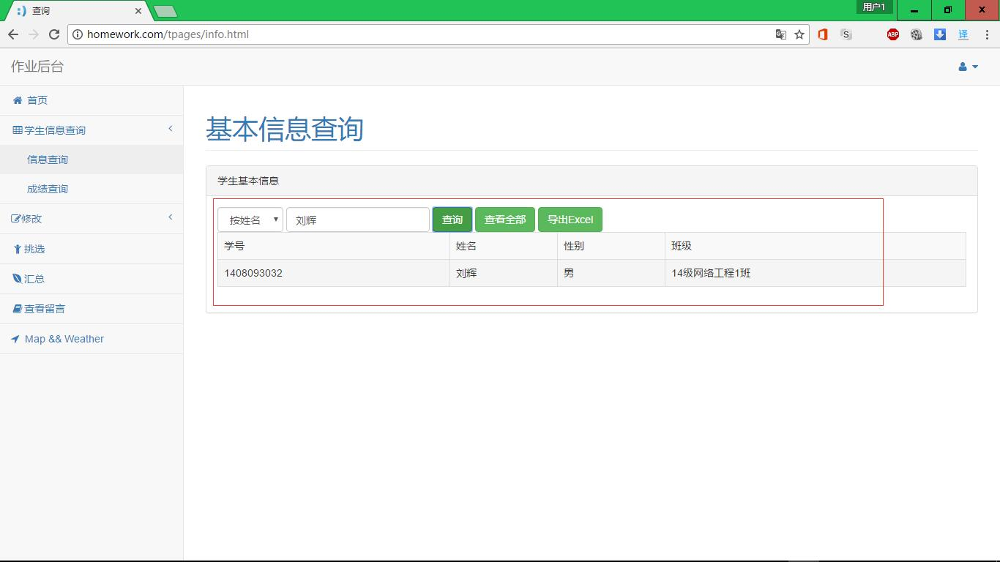 查询
用户1
homework.com/tpages/info.html
S
ABP
译
作业后台
首页
学生信息查询
信息查询
成绩查询
修改
挑选
汇总
查看留言
Map && Weather
基本信息查询
学生基本信息
按姓名 刘辉 查询 查看全部 导出Excel
学号 姓名 性别 班级
1408093032 刘辉 男 14级网络工程1班